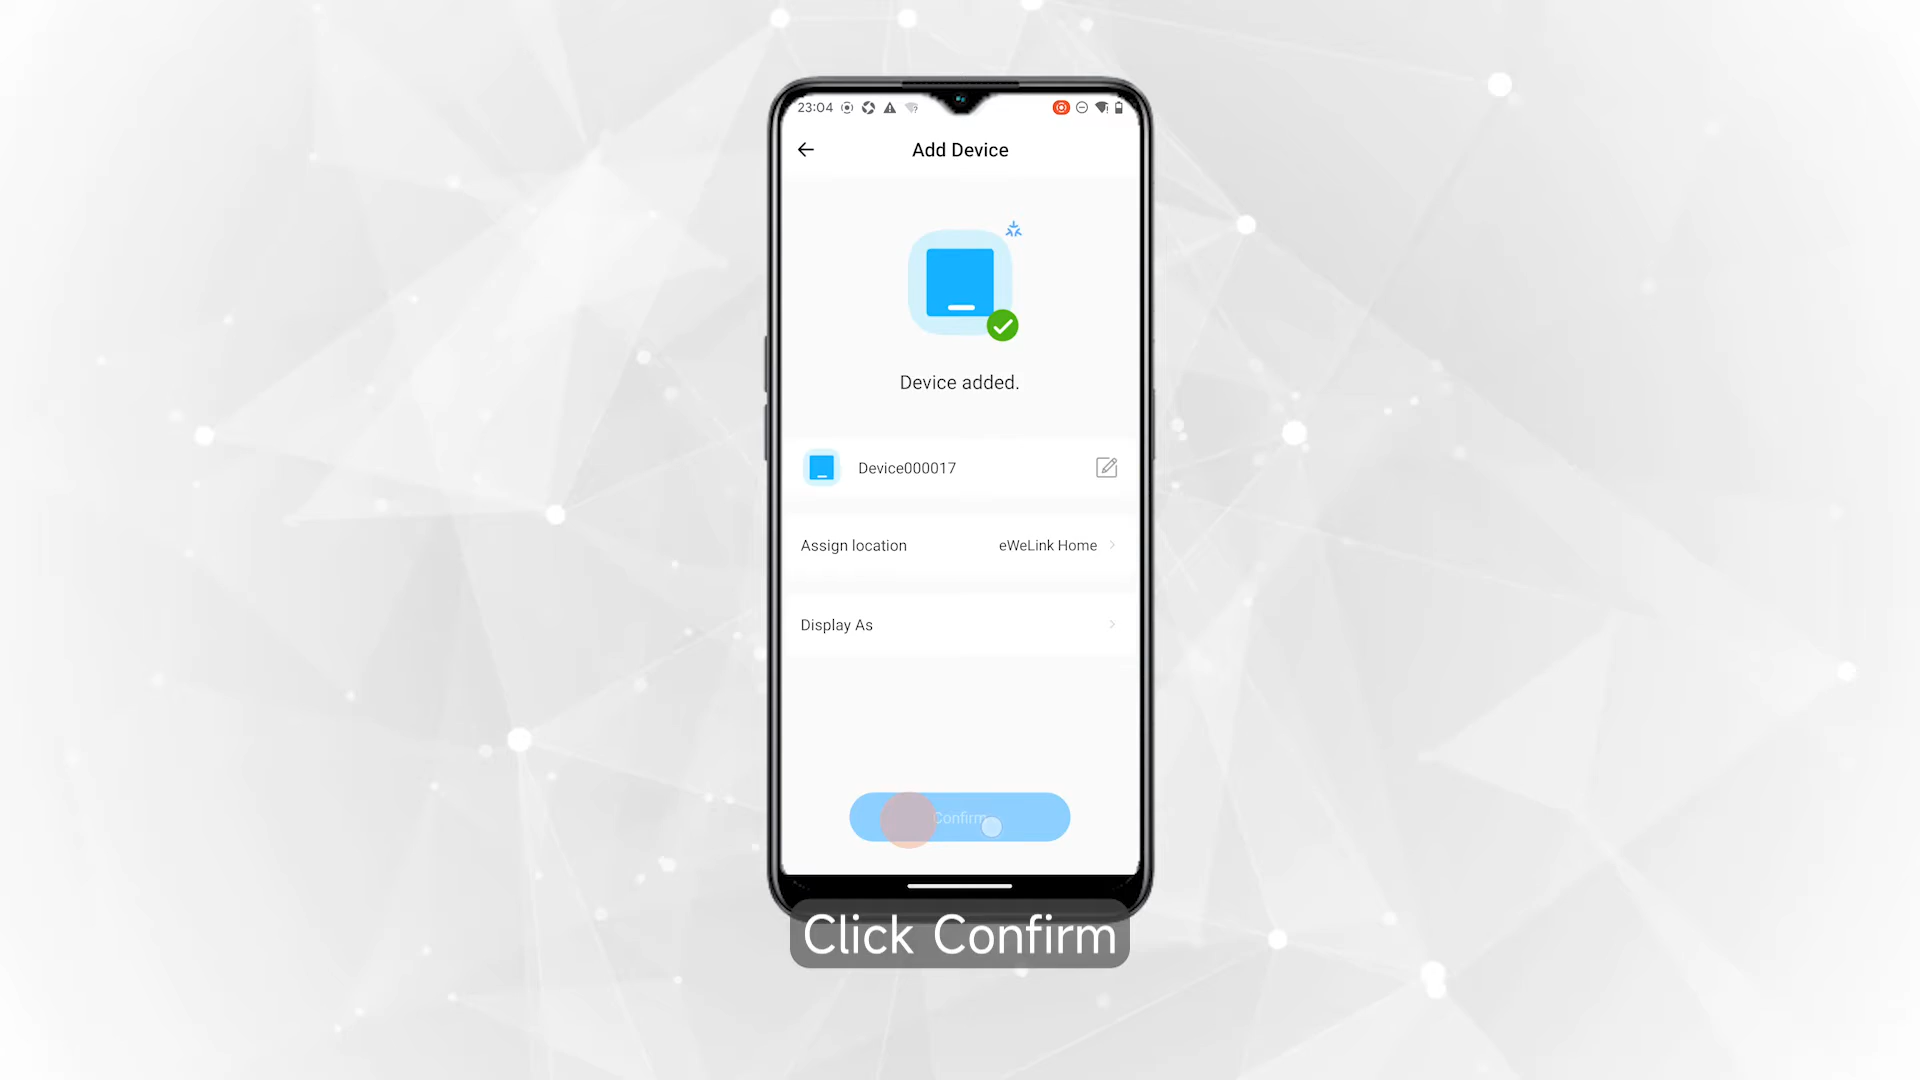 23:04
Add Device
Device added.
Device000017
Assign location
eWeLink Home
Display As
Confirm
Click Confirm